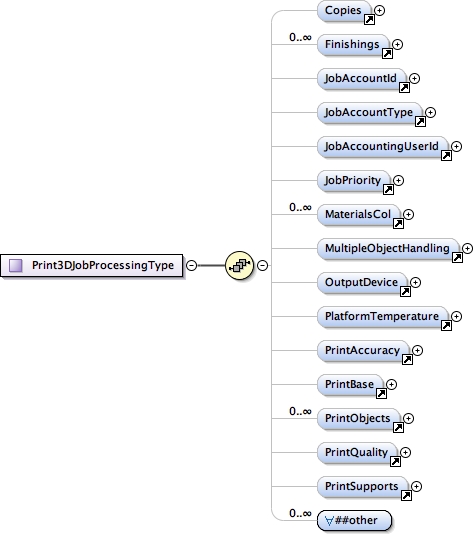 Copies
0..∞
Finishings
JobAccountId
JobAccountType
JobAccountingUserId
JobPriority
0..∞
MaterialsCol
MultipleObjectHandling
Print3DJobProcessingType
OutputDevice
PlatformTemperature
PrintAccuracy
PrintBase
0..∞
PrintObjects
PrintQuality
PrintSupports
0..∞
∀##other